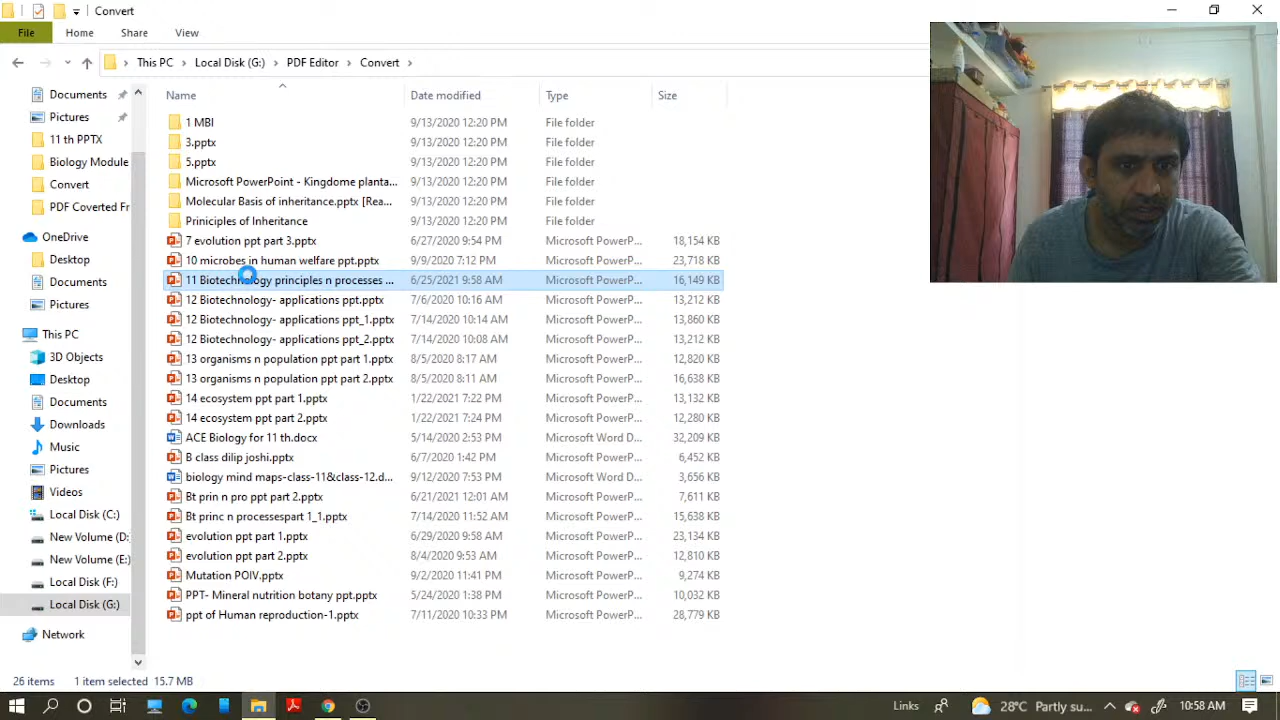 Convert
File
Home
Share
View
This PC
Local Disk (G:)
PDF Editor
Convert
Name
Date modified
Type
Size
Documents
Pictures
11 th PPTX
Biology Module
Convert
PDF Coverted Fr
OneDrive
Desktop
Documents
Pictures
This PC
3D Objects
Desktop
Documents
Downloads
Music
Pictures
Videos
Local Disk (C:)
New Volume (D:
New Volume (E:)
Local Disk (F:)
Local Disk (G:)
Network
1 MBI 9/13/2020 12:20 PM File folder
3.pptx 9/13/2020 12:20 PM File folder
5.pptx 9/13/2020 12:20 PM File folder
Microsoft PowerPoint - Kingdome planta... 9/13/2020 12:20 PM File folder
Molecular Basis of inheritance.pptx [Rea... 9/13/2020 12:20 PM File folder
Priniciples of Inheritance 9/13/2020 12:20 PM File folder
7 evolution ppt part 3.pptx 6/27/2020 9:54 PM Microsoft PowerP... 18,154 KB
10 microbes in human welfare ppt.pptx 9/9/2020 7:12 PM Microsoft PowerP... 23,718 KB
11 Biotechnology principles n processes ... 6/25/2021 9:58 AM Microsoft PowerP... 16,149 KB
12 Biotechnology- applications ppt.pptx 7/6/2020 10:16 AM Microsoft PowerP... 13,212 KB
12 Biotechnology- applications ppt_1.pptx 7/14/2020 10:14 AM Microsoft PowerP... 13,860 KB
12 Biotechnology- applications ppt_2.pptx 7/14/2020 10:08 AM Microsoft PowerP... 13,212 KB
13 organisms n population ppt part 1.pptx 8/5/2020 8:17 AM Microsoft PowerP... 12,820 KB
13 organisms n population ppt part 2.pptx 8/5/2020 8:11 AM Microsoft PowerP... 16,638 KB
14 ecosystem ppt part 1.pptx 1/22/2021 7:22 PM Microsoft PowerP... 13,132 KB
14 ecosystem ppt part 2.pptx 1/22/2021 7:24 PM Microsoft PowerP... 12,280 KB
ACE Biology for 11 th.docx 5/14/2020 2:53 PM Microsoft Word D... 32,209 KB
B class dilip joshi.pptx 6/7/2020 1:42 PM Microsoft PowerP... 6,452 KB
biology mind maps-class-11&class-12.d... 9/12/2020 7:53 PM Microsoft Word D... 3,656 KB
Bt prin n pro ppt part 2.pptx 6/21/2021 12:01 AM Microsoft PowerP... 7,611 KB
Bt princ n processespart 1_1.pptx 7/14/2020 11:52 AM Microsoft PowerP... 15,638 KB
evolution ppt part 1.pptx 6/29/2020 9:58 AM Microsoft PowerP... 23,134 KB
evolution ppt part 2.pptx 8/4/2020 9:53 AM Microsoft PowerP... 12,810 KB
Mutation POIV.pptx 9/2/2020 11:41 PM Microsoft PowerP... 9,274 KB
PPT- Mineral nutrition botany ppt.pptx 5/24/2020 1:38 PM Microsoft PowerP... 10,032 KB
ppt of Human reproduction-1.pptx 7/11/2020 10:33 PM Microsoft PowerP... 28,779 KB
26 items
1 item selected 15.7 MB
Links
28°C Partly su...
10:58 AM